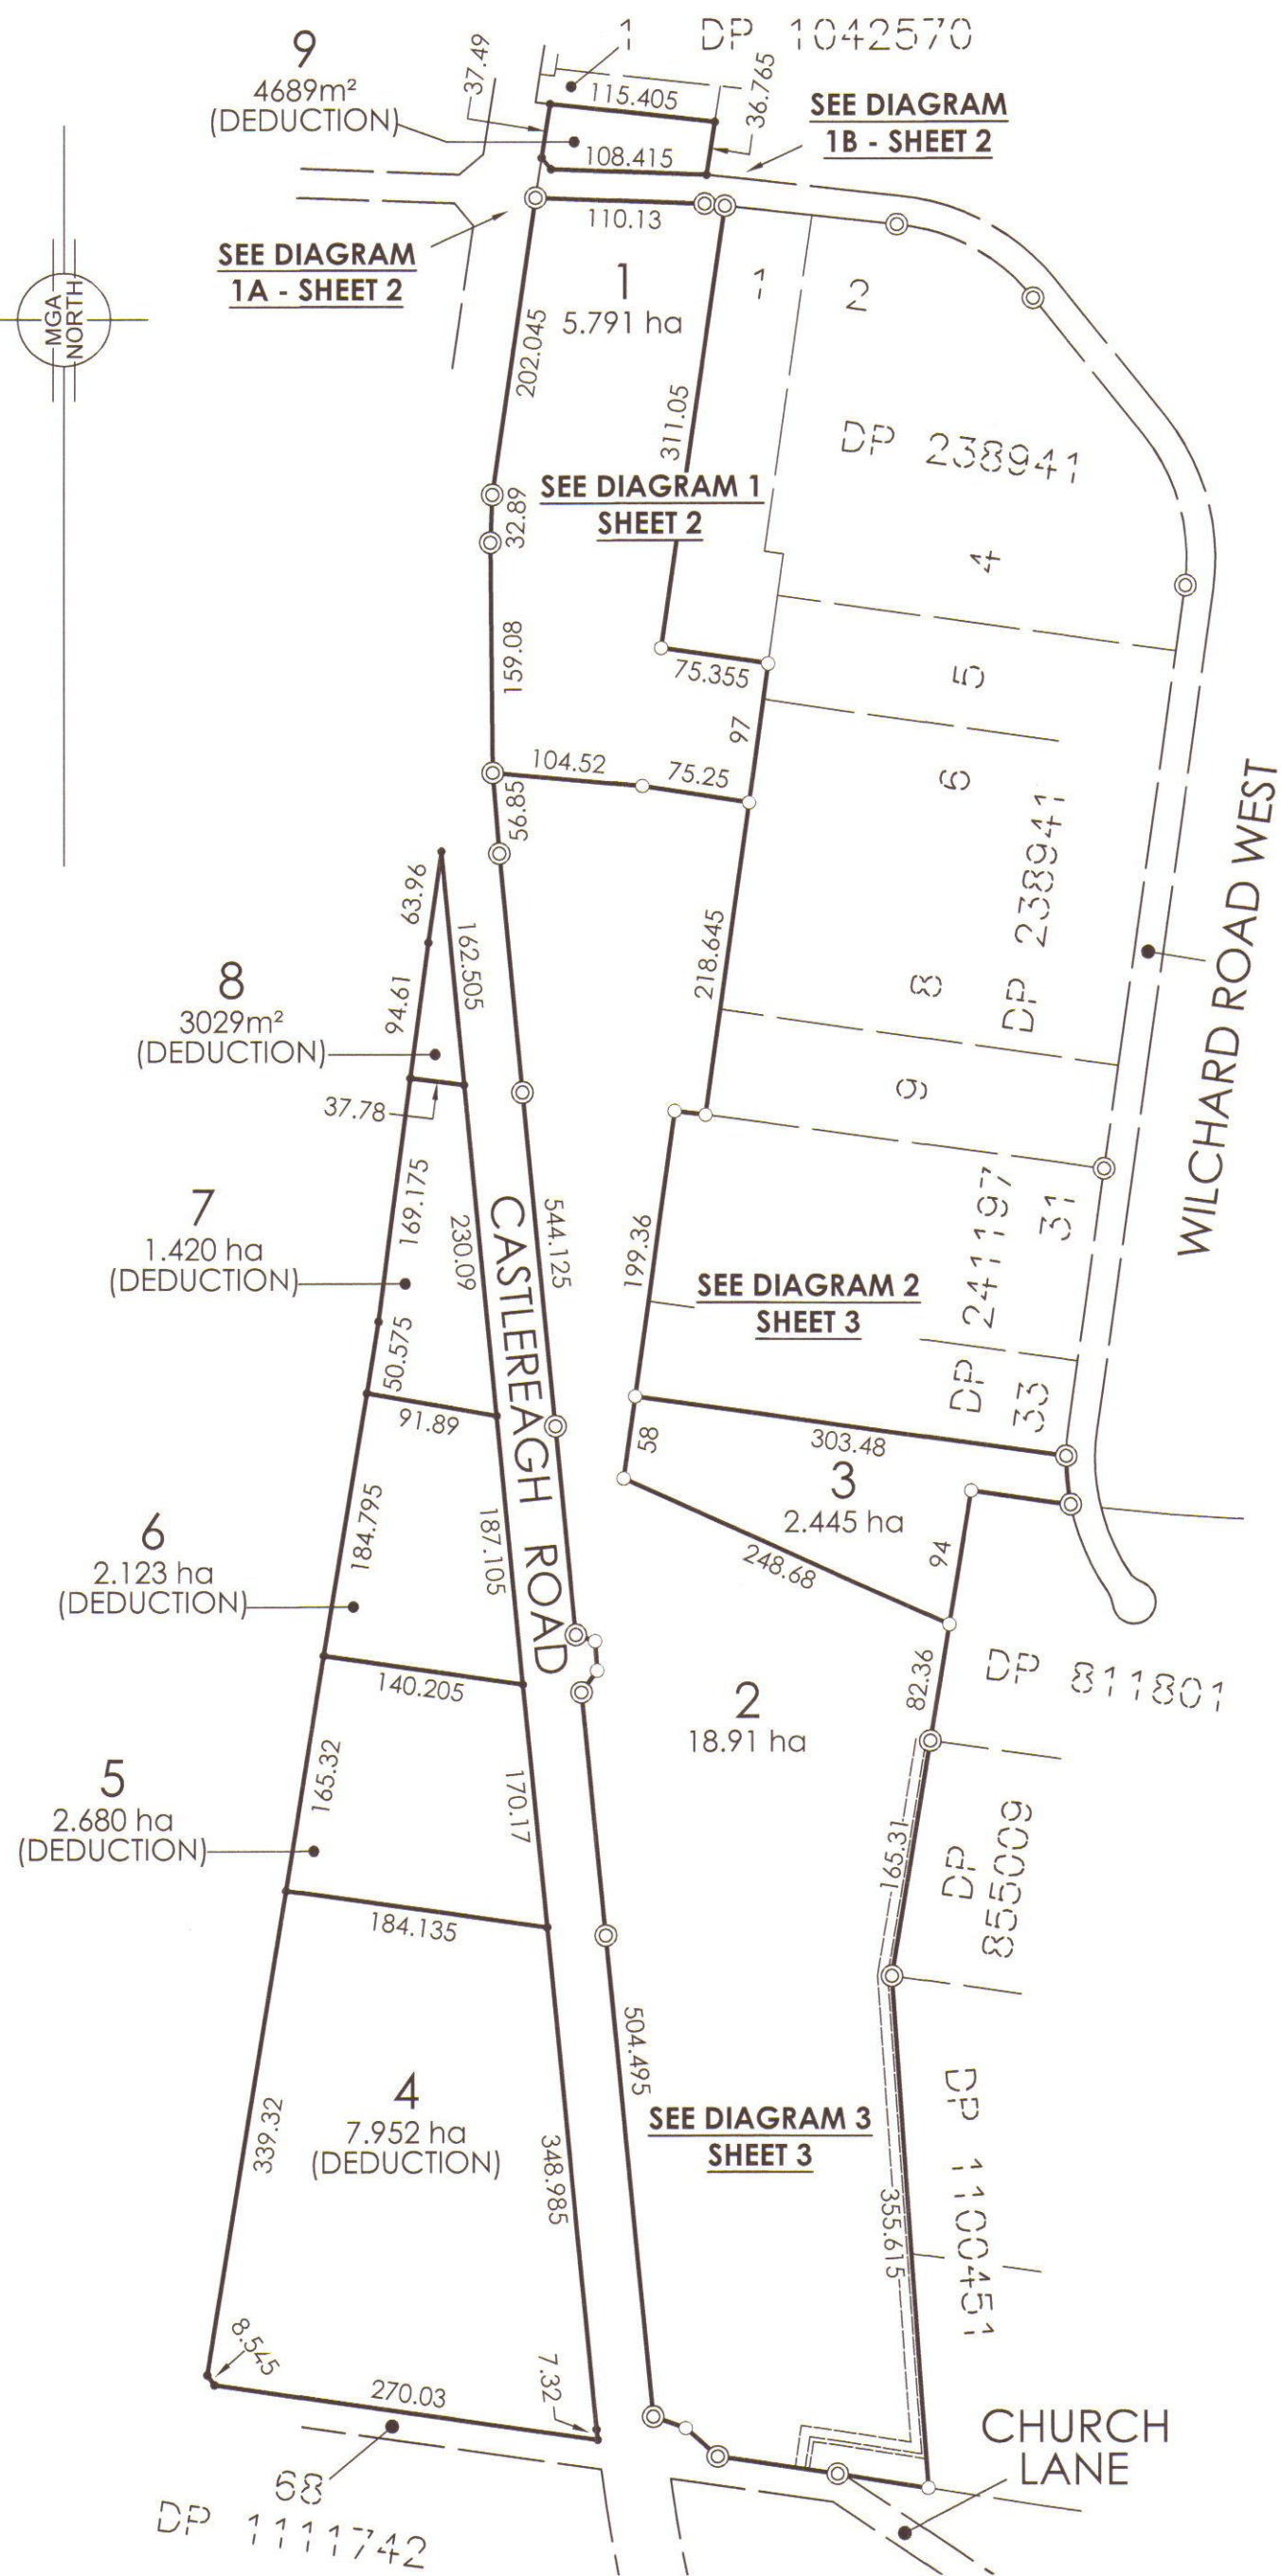 1 DP 1042570
9
4689m²
(DEDUCTION)
37.49
115.405
36.765
108.415
SEE DIAGRAM
1B - SHEET 2
110.13
SEE DIAGRAM
1A - SHEET 2
MGA
NORTH
1
5.791 ha
1
2
202.045
311.05
DP 238941
SEE DIAGRAM 1
SHEET 2
32.89
4
159.08
75.355
5
97
104.52
75.25
6
56.85
63.96
162.505
218.645
DP 238941
WILCHARD ROAD WEST
8
3029m²
(DEDUCTION)
94.61
8
37.78
9
7
1.420 ha
(DEDUCTION)
169.175
230.09
CASTLEREAGH ROAD
544.125
199.36
DP 241197
31
SEE DIAGRAM 2
SHEET 3
50.575
91.89
33
58
303.48
3
2.445 ha
6
2.123 ha
(DEDUCTION)
184.795
187.105
248.68
94
140.205
2
18.91 ha
82.36
DP 811801
5
2.680 ha
(DEDUCTION)
165.32
170.17
165.31
DP
855009
184.135
4
7.952 ha
(DEDUCTION)
339.32
348.985
504.495
SEE DIAGRAM 3
SHEET 3
355.615
DP 1100451
8.545
270.03
7.32
CHURCH
LANE
68
DP 1111742